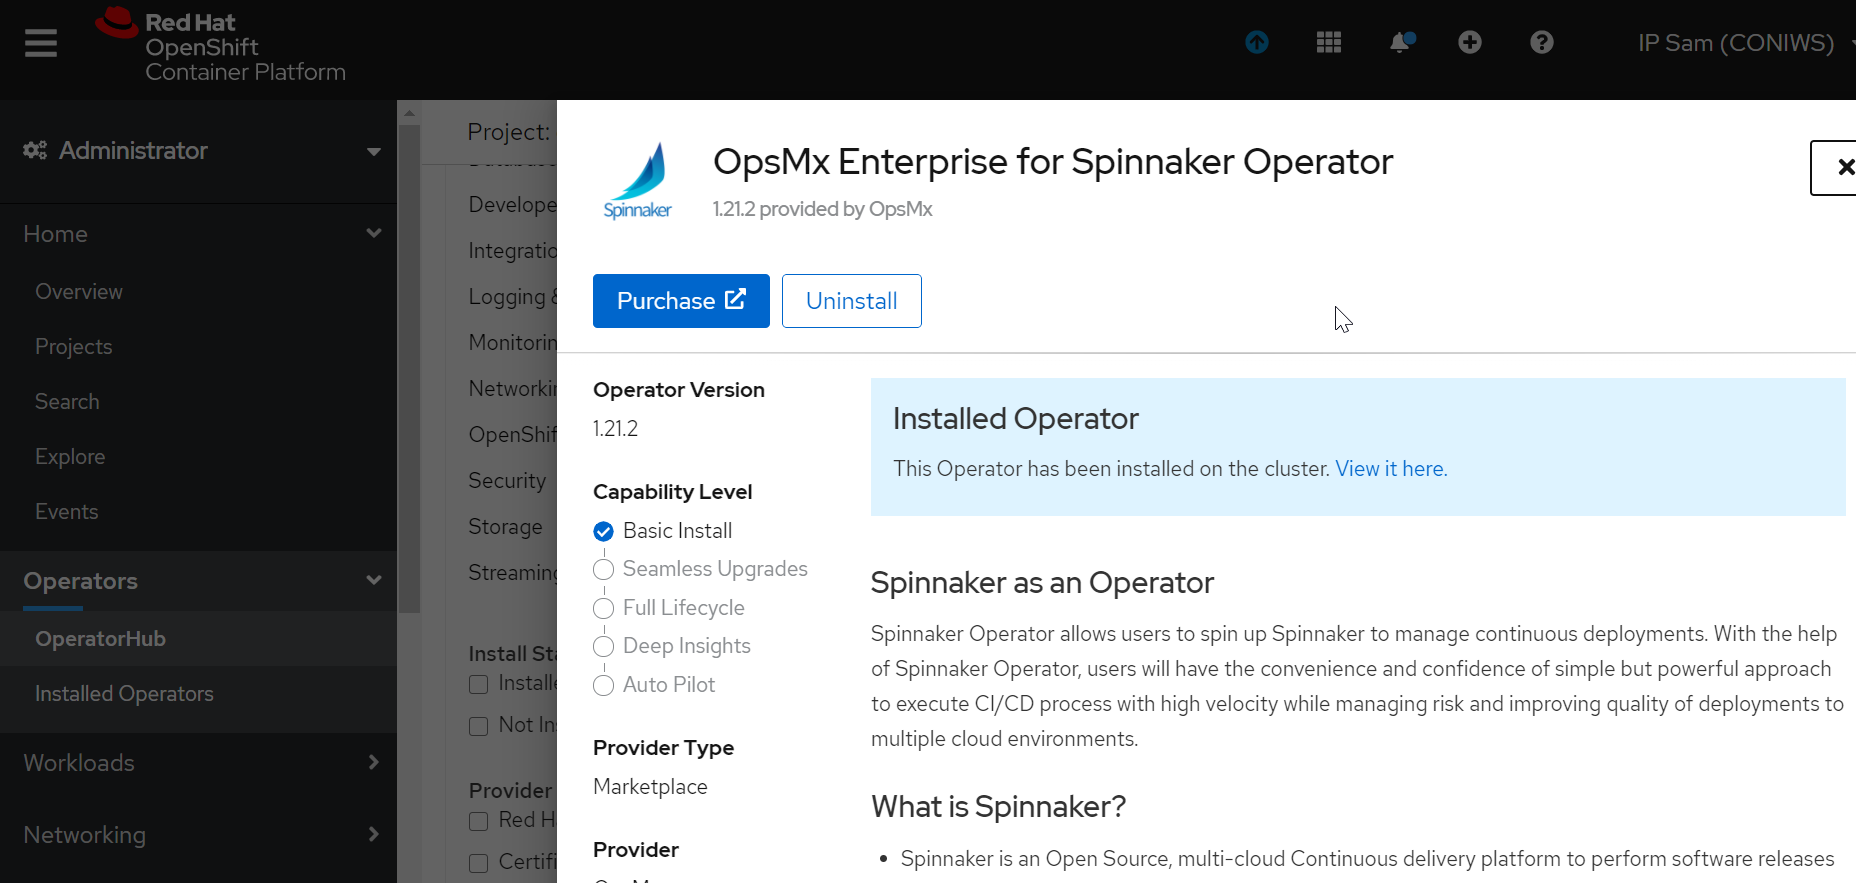 Red Hat
OpenShift
Container Platform
IP Sam (CONIWS)
Administrator
Home
Overview
Projects
Search
Explore
Events
Operators
OperatorHub
Installed Operators
Workloads
Networking
Project:
Develope
Integratio
Logging &
Monitorin
Networkin
OpenShif
Security
Storage
Streaming
Install Sta
Installe
Not In
Provider
Red H
Certifi
Spinnaker
OpsMx Enterprise for Spinnaker Operator
1.21.2 provided by OpsMx
Purchase
Uninstall
Operator Version
1.21.2
Capability Level
Basic Install
Seamless Upgrades
Full Lifecycle
Deep Insights
Auto Pilot
Provider Type
Marketplace
Provider
Installed Operator
This Operator has been installed on the cluster. View it here.
Spinnaker as an Operator
Spinnaker Operator allows users to spin up Spinnaker to manage continuous deployments. With the help
of Spinnaker Operator, users will have the convenience and confidence of simple but powerful approach
to execute CI/CD process with high velocity while managing risk and improving quality of deployments to
multiple cloud environments.
What is Spinnaker?
• Spinnaker is an Open Source, multi-cloud Continuous delivery platform to perform software releases